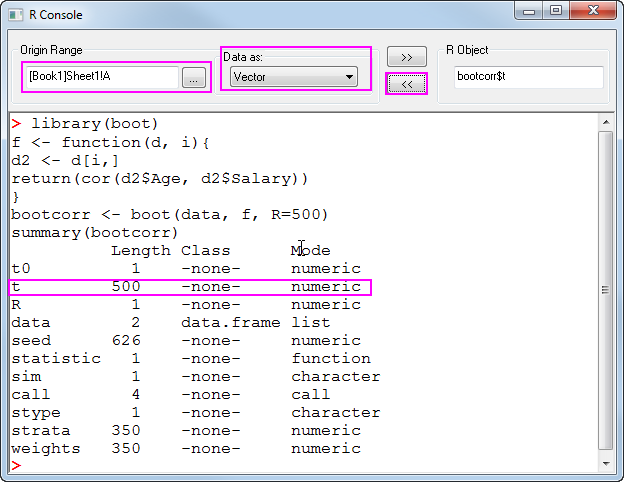 R Console
Origin Range
Data as:
R Object
[Book1]Sheet1!A
...
Vector
>>
<<
bootcorr$t
> library(boot)
f <- function(d, i){
d2 <- d[i,]
return(cor(d2$Age, d2$Salary))
}
bootcorr <- boot(data, f, R=500)
summary(bootcorr)
Length Class Mode
t0 1 -none- numeric
t 500 -none- numeric
R 1 -none- numeric
data 2 data.frame list
seed 626 -none- numeric
statistic 1 -none- function
sim 1 -none- character
call 4 -none- call
stype 1 -none- character
strata 350 -none- numeric
weights 350 -none- numeric
>